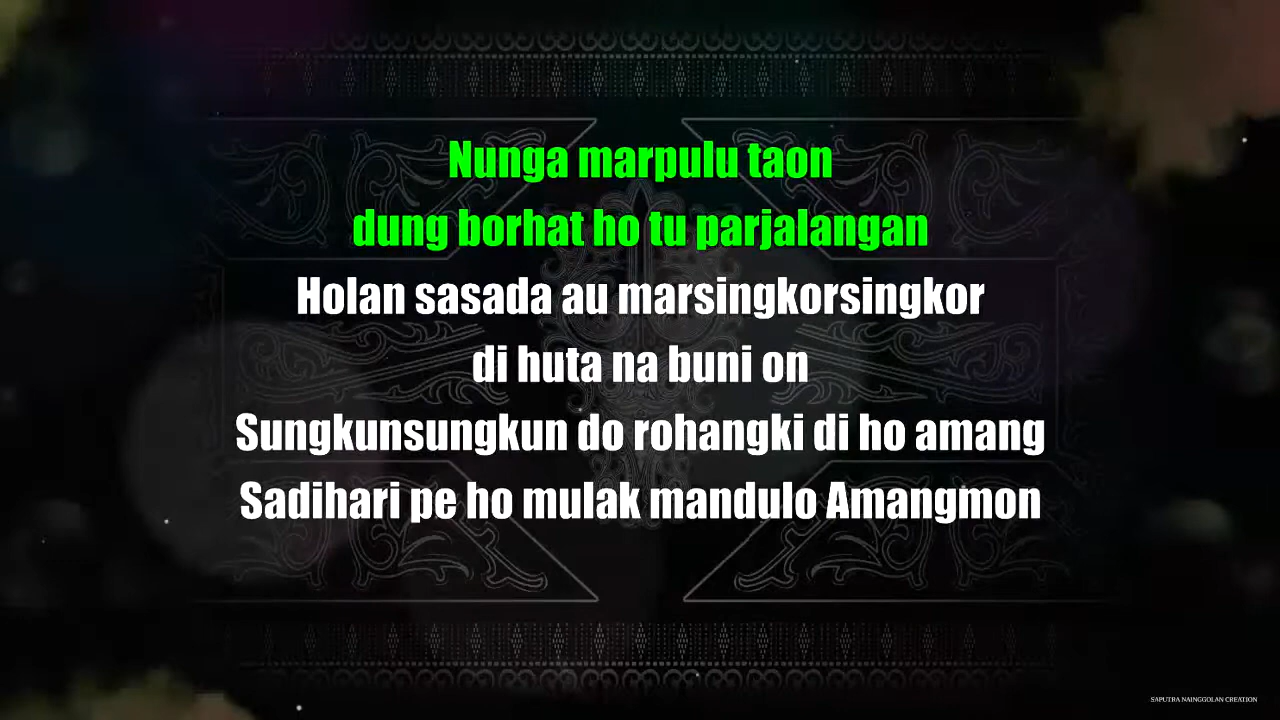 Nunga marpulu taon
dung borhat ho tu parjalangan
Holan sasada au marsingkorsingkor
di huta na buni on
Sungkunsungkun do rohangki di ho amang
Sadihari pe ho mulak mandulo Amangmon
SAPUTRA NAINGGOLAN CREATION